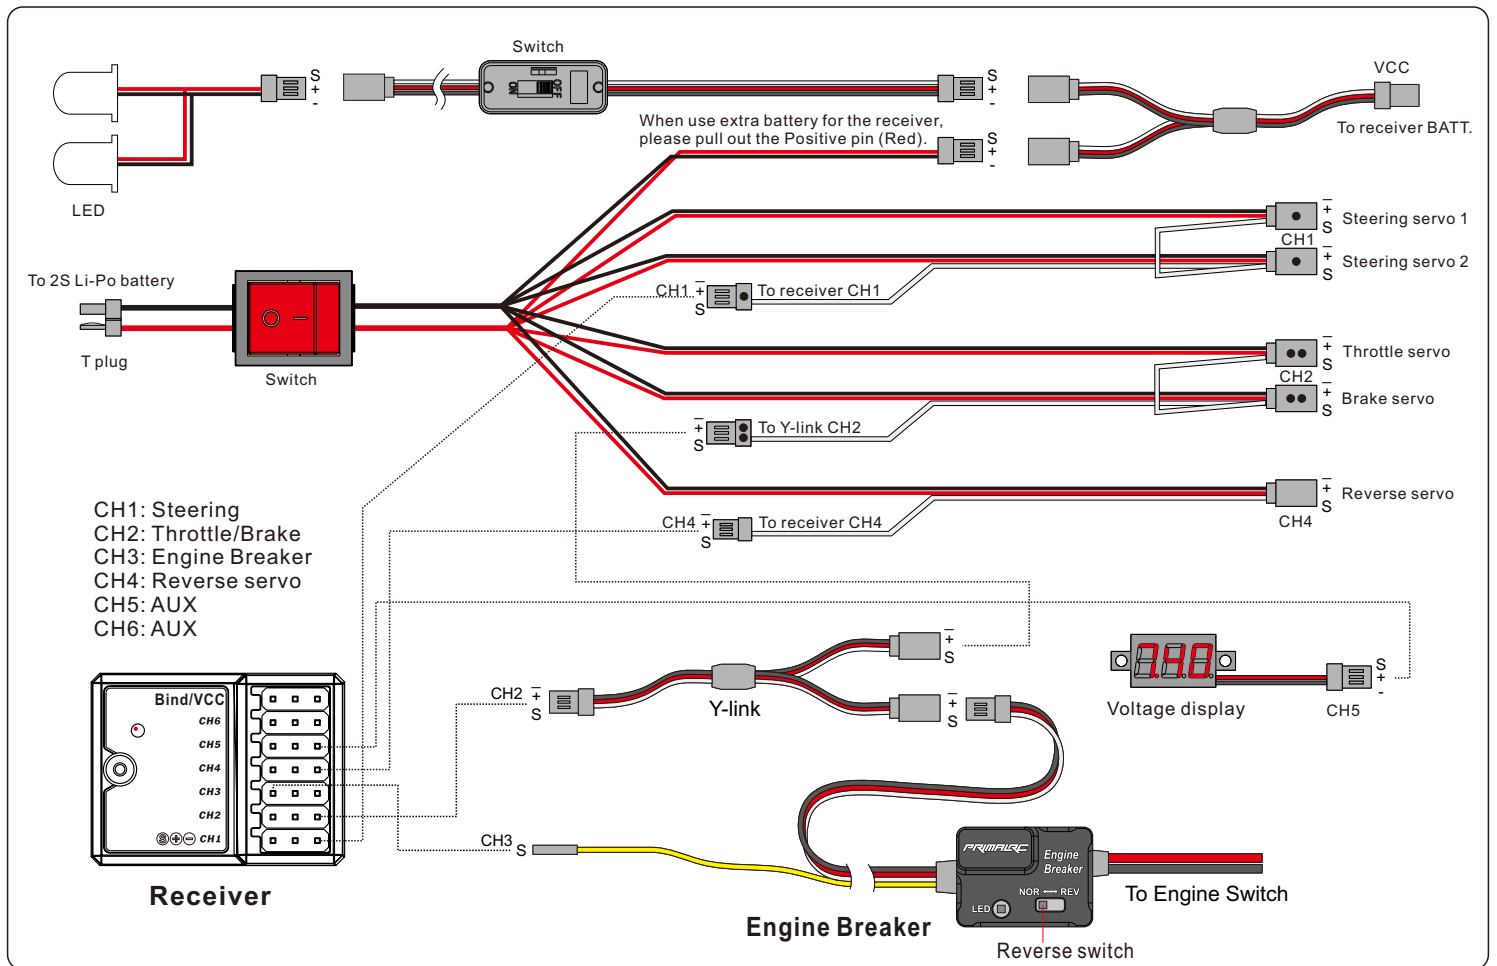 Switch
ON
OFF
S
+
-
S
+
-
VCC
To receiver BATT.
When use extra battery for the receiver,
please pull out the Positive pin (Red).
S
+
-
LED
To 2S Li-Po battery
T plug
Switch
CH1
To receiver CH1
Steering servo 1
CH1
Steering servo 2
Throttle servo
CH2
Brake servo
To Y-link CH2
CH4
To receiver CH4
Reverse servo
CH4
CH1: Steering
CH2: Throttle/Brake
CH3: Engine Breaker
CH4: Reverse servo
CH5: AUX
CH6: AUX
Bind/VCC
CH6
CH5
CH4
CH3
CH2
S + - CH1
Receiver
CH2
- + S
Y-link
- + S
- + S
7.40
Voltage display
S
+
-
CH5
CH3 S
PRIMALRC
Engine
Breaker
NOR ↔ REV
LED
To Engine Switch
Engine Breaker
Reverse switch